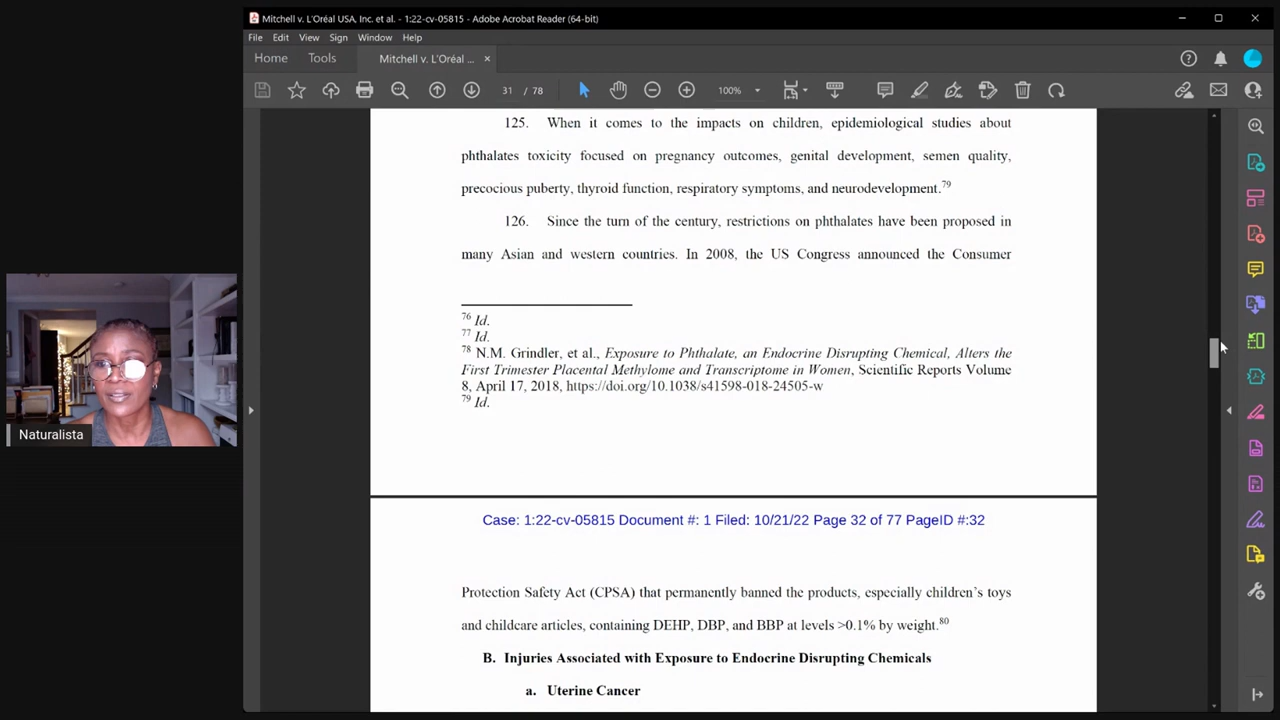 Mitchell v. L'Oréal USA, Inc. et al. - 1:22-cv-05815 - Adobe Acrobat Reader (64-bit)
File Edit View Sign Window Help
Home Tools Mitchell v. L'Oréal ... ×
31 / 78 100%
125. When it comes to the impacts on children, epidemiological studies about
phthalates toxicity focused on pregnancy outcomes, genital development, semen quality,
precocious puberty, thyroid function, respiratory symptoms, and neurodevelopment.79
126. Since the turn of the century, restrictions on phthalates have been proposed in
many Asian and western countries. In 2008, the US Congress announced the Consumer
76 Id.
77 Id.
78 N.M. Grindler, et al., Exposure to Phthalate, an Endocrine Disrupting Chemical, Alters the
First Trimester Placental Methylome and Transcriptome in Women, Scientific Reports Volume
8, April 17, 2018, https://doi.org/10.1038/s41598-018-24505-w
79 Id.
Naturalista
Case: 1:22-cv-05815 Document #: 1 Filed: 10/21/22 Page 32 of 77 PageID #:32
Protection Safety Act (CPSA) that permanently banned the products, especially children's toys
and childcare articles, containing DEHP, DBP, and BBP at levels >0.1% by weight.80
B. Injuries Associated with Exposure to Endocrine Disrupting Chemicals
a. Uterine Cancer